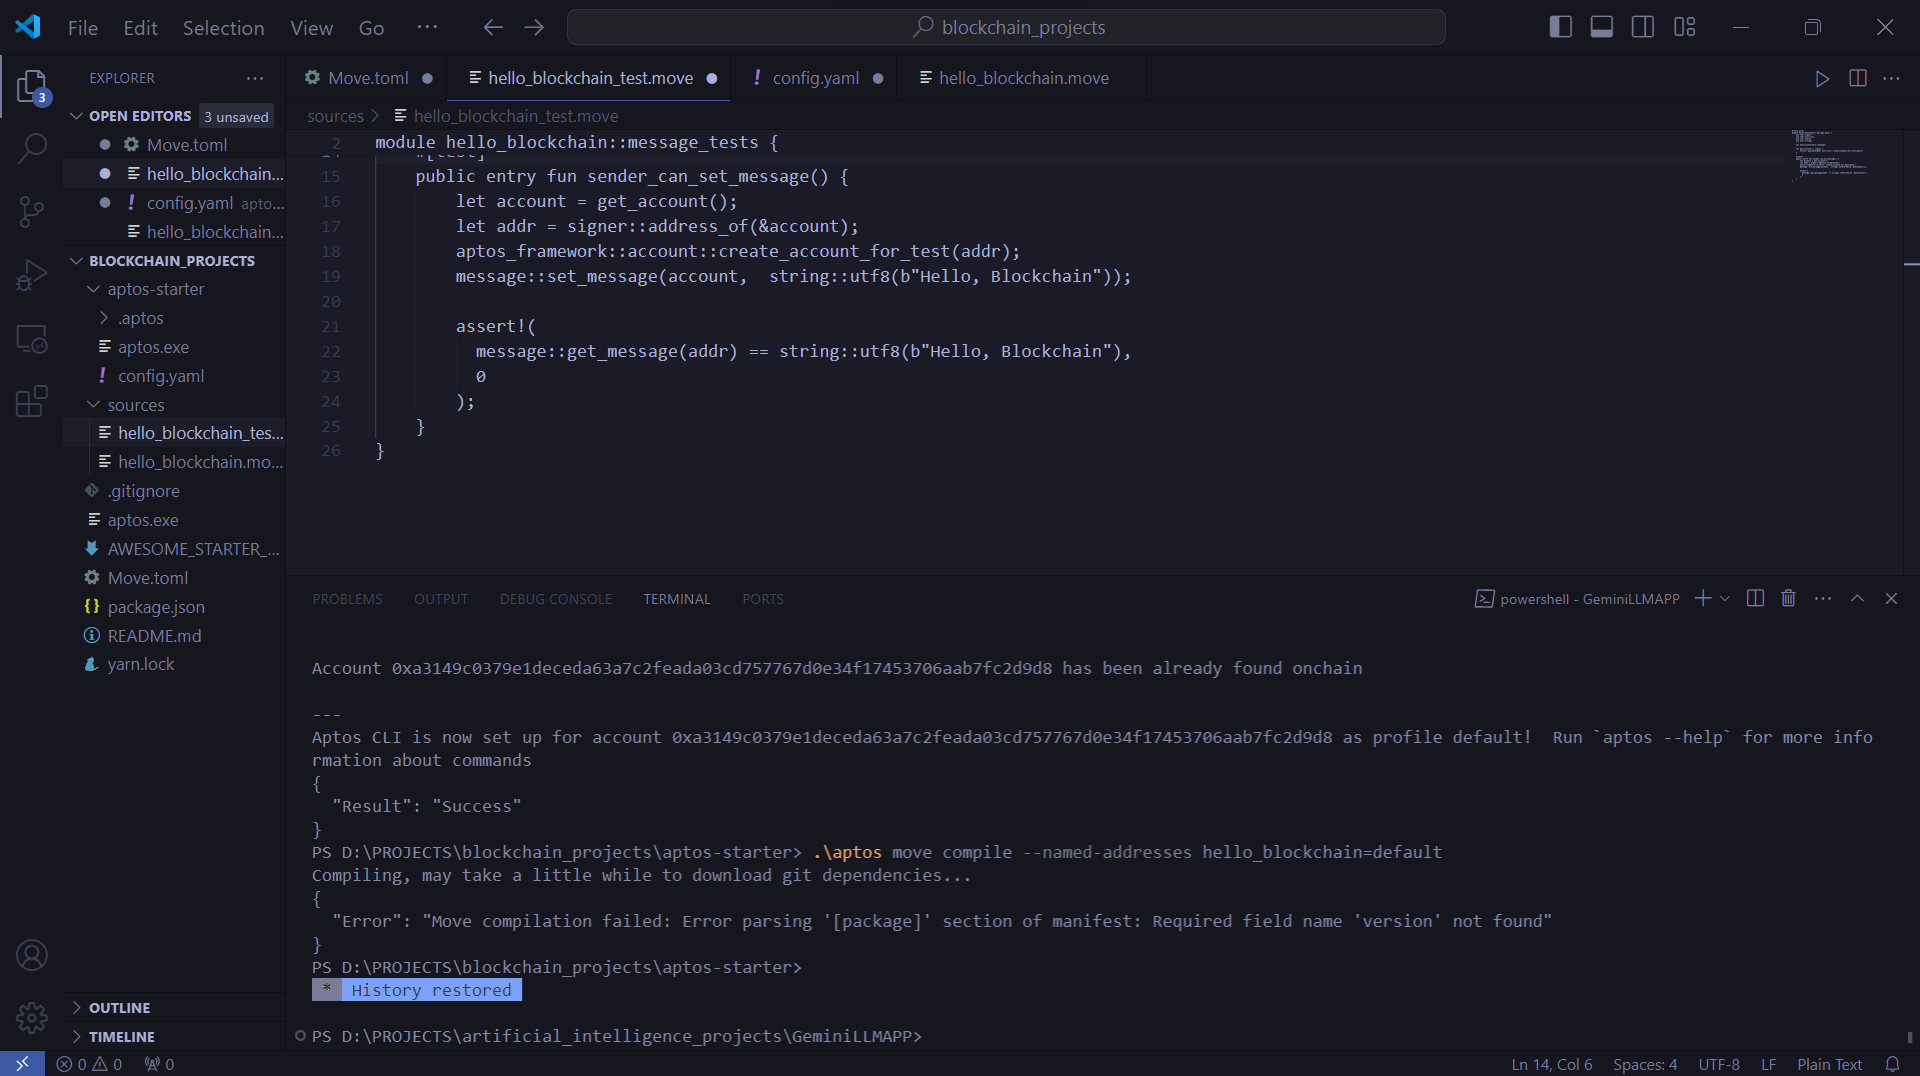 File Edit Selection View Go ··· blockchain_projects
EXPLORER ···
OPEN EDITORS 3 unsaved
Move.toml
hello_blockchain...
! config.yaml apto...
hello_blockchain...
BLOCKCHAIN_PROJECTS
aptos-starter
.aptos
aptos.exe
! config.yaml
sources
hello_blockchain_tes...
hello_blockchain.mo...
.gitignore
aptos.exe
AWESOME_STARTER_...
Move.toml
{} package.json
README.md
yarn.lock
OUTLINE
TIMELINE
3
Move.toml hello_blockchain_test.move ! config.yaml hello_blockchain.move
sources > hello_blockchain_test.move
2 module hello_blockchain::message_tests {
15 public entry fun sender_can_set_message() {
16 let account = get_account();
17 let addr = signer::address_of(&account);
18 aptos_framework::account::create_account_for_test(addr);
19 message::set_message(account,  string::utf8(b"Hello, Blockchain"));
20
21 assert!(
22 message::get_message(addr) == string::utf8(b"Hello, Blockchain"),
23 0
24 );
25 }
26 }
PROBLEMS OUTPUT DEBUG CONSOLE TERMINAL PORTS powershell - GeminiLLMAPP
Account 0xa3149c0379e1deceda63a7c2feada03cd757767d0e34f17453706aab7fc2d9d8 has been already found onchain
---
Aptos CLI is now set up for account 0xa3149c0379e1deceda63a7c2feada03cd757767d0e34f17453706aab7fc2d9d8 as profile default!  Run `aptos --help` for more info
rmation about commands
{
"Result": "Success"
}
PS D:\PROJECTS\blockchain_projects\aptos-starter> .\aptos move compile --named-addresses hello_blockchain=default
Compiling, may take a little while to download git dependencies...
{
"Error": "Move compilation failed: Error parsing '[package]' section of manifest: Required field name 'version' not found"
}
PS D:\PROJECTS\blockchain_projects\aptos-starter>
* History restored
PS D:\PROJECTS\artificial_intelligence_projects\GeminiLLMAPP>
0 0 0 Ln 14, Col 6 Spaces: 4 UTF-8 LF Plain Text